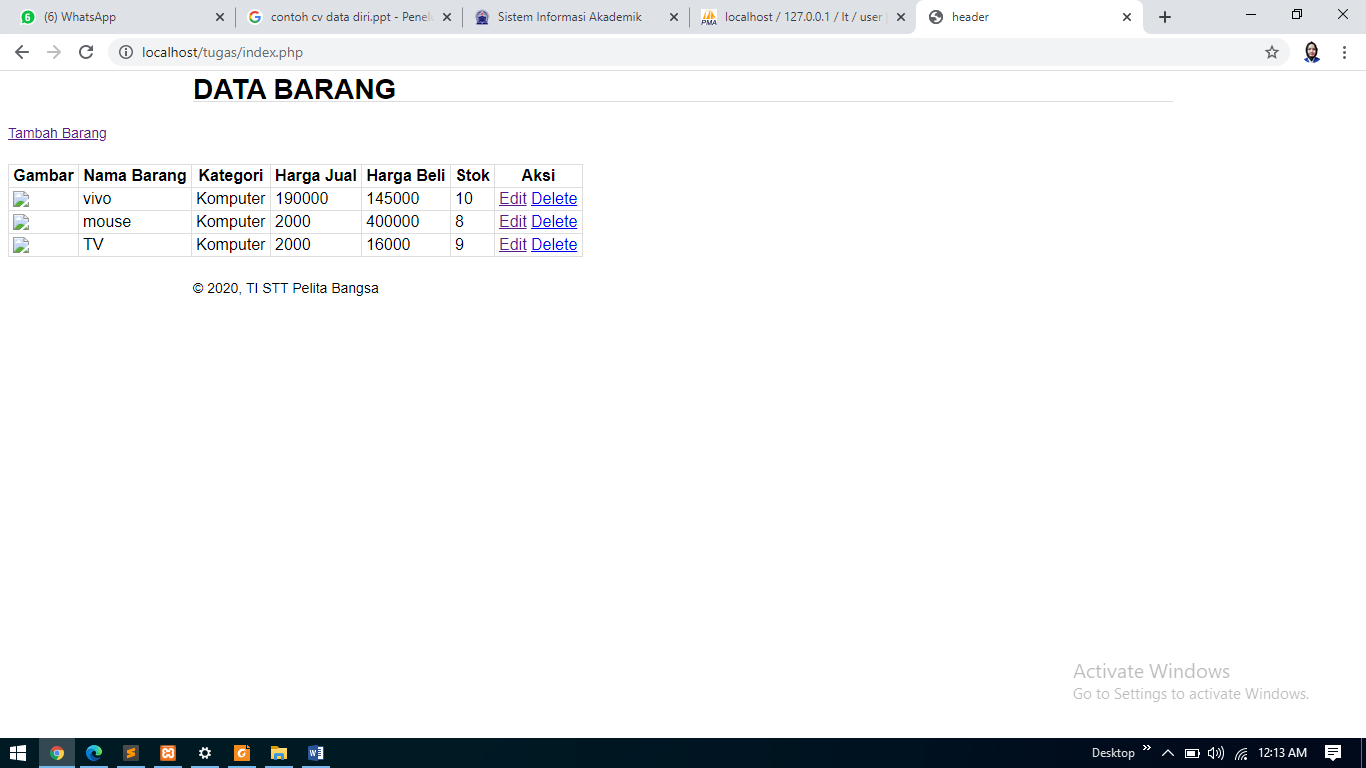 (6) WhatsApp
contoh cv data diri.ppt - Penel
Sistem Informasi Akademik
PMA
localhost / 127.0.0.1 / lt / user
header
localhost/tugas/index.php
DATA BARANG
Tambah Barang
Gambar Nama Barang Kategori Harga Jual Harga Beli Stok Aksi
vivo Komputer 190000 145000 10 Edit Delete
mouse Komputer 2000 400000 8 Edit Delete
TV Komputer 2000 16000 9 Edit Delete
© 2020, TI STT Pelita Bangsa
Activate Windows
Go to Settings to activate Windows.
Desktop
12:13 AM